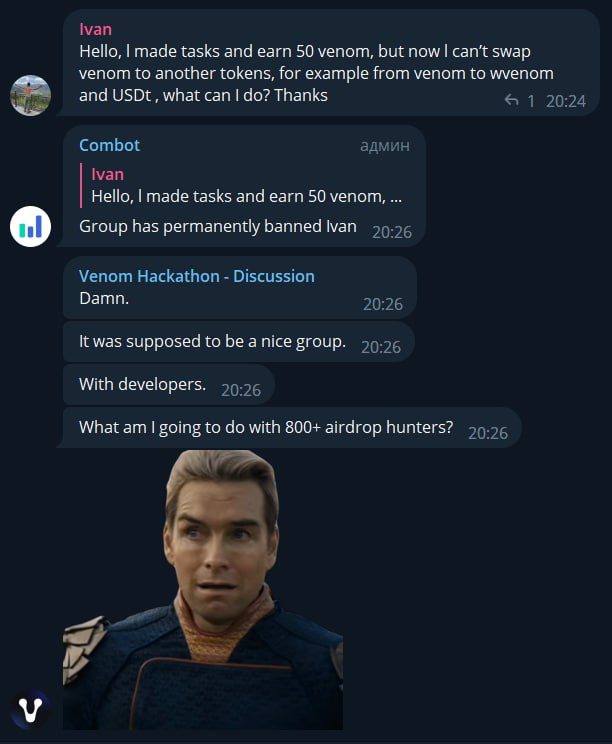 Ivan
Hello, I made tasks and earn 50 venom, but now I can’t swap
venom to another tokens, for example from venom to wvenom
and USDt , what can I do? Thanks
1 20:24
Combot админ
Ivan
Hello, I made tasks and earn 50 venom, ...
Group has permanently banned Ivan 20:26
Venom Hackathon - Discussion
Damn. 20:26
It was supposed to be a nice group. 20:26
With developers. 20:26
What am I going to do with 800+ airdrop hunters? 20:26